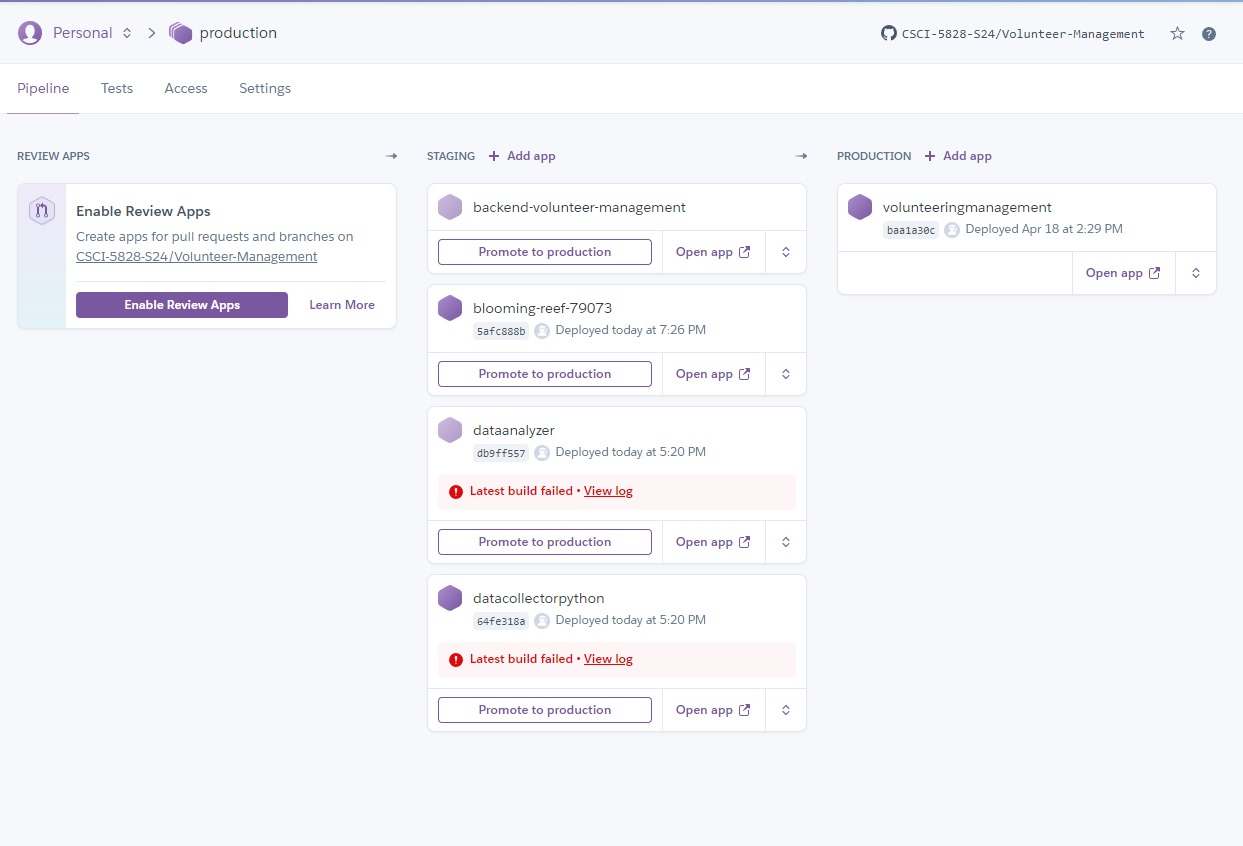 Personal production
CSCI-5828-S24/Volunteer-Management ?
Pipeline Tests Access Settings
REVIEW APPS
Enable Review Apps
Create apps for pull requests and branches on
CSCI-5828-S24/Volunteer-Management
Enable Review Apps Learn More
STAGING + Add app
backend-volunteer-management
Promote to production Open app
blooming-reef-79073
5afc888b Deployed today at 7:26 PM
Promote to production Open app
dataanalyzer
db9ff557 Deployed today at 5:20 PM
Latest build failed • View log
Promote to production Open app
datacollectorpython
64fe318a Deployed today at 5:20 PM
Latest build failed • View log
Promote to production Open app
PRODUCTION + Add app
volunteeringmanagement
baa1a30c Deployed Apr 18 at 2:29 PM
Open app